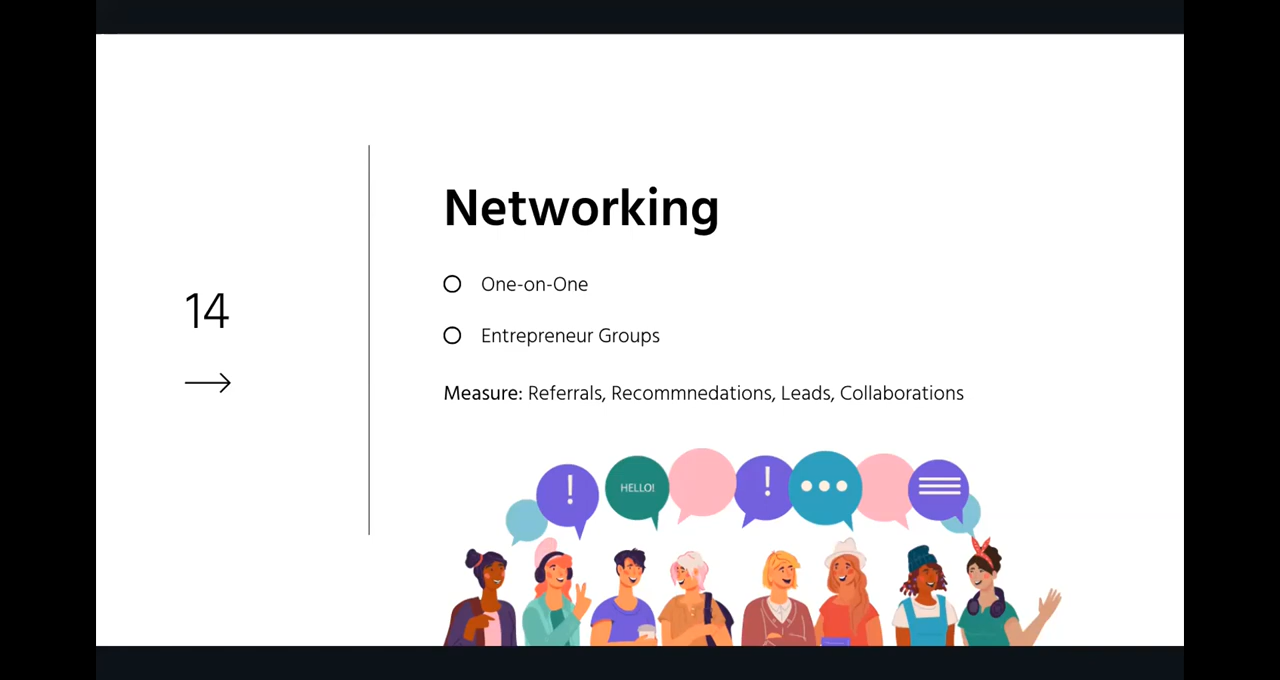 14
Networking
One-on-One
Entrepreneur Groups
Measure: Referrals, Recommnedations, Leads, Collaborations
! HELLO! !